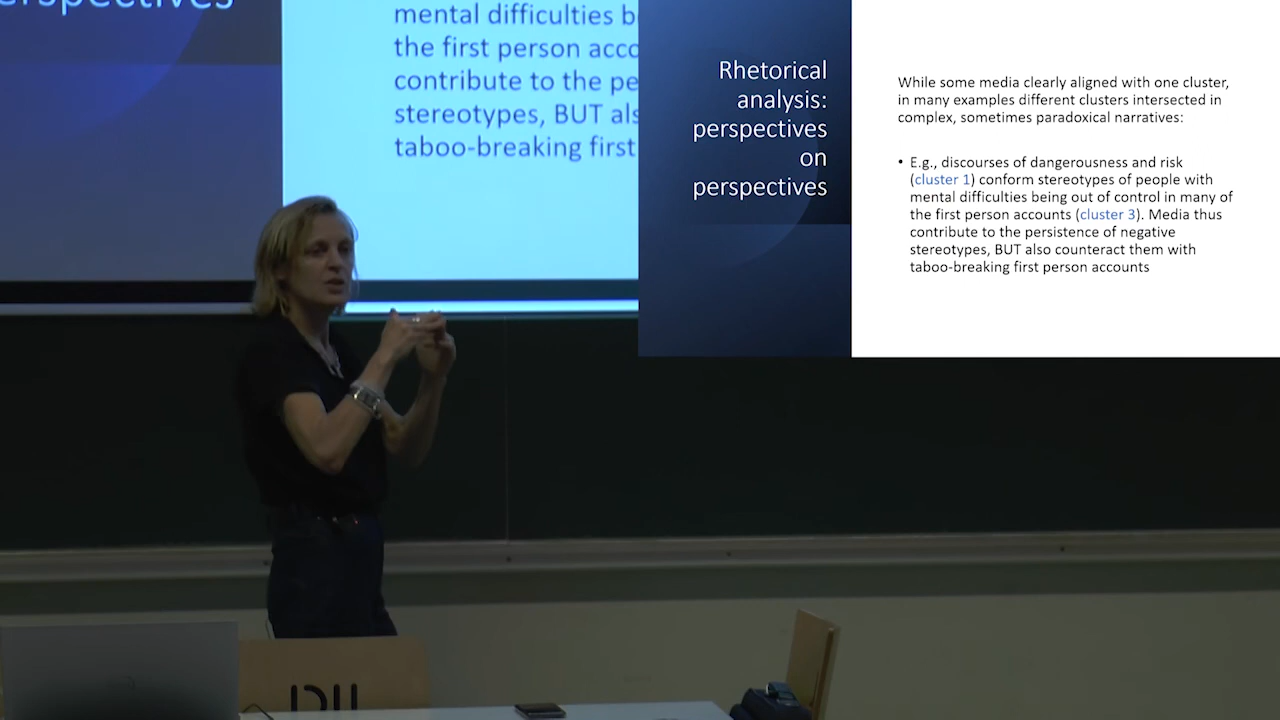 erspectives
mental difficulties b
the first person acco
contribute to the pe
stereotypes, BUT als
taboo-breaking first
Rhetorical
analysis:
perspectives
on
perspectives
While some media clearly aligned with one cluster,
in many examples different clusters intersected in
complex, sometimes paradoxical narratives:
• E.g., discourses of dangerousness and risk
(cluster 1) conform stereotypes of people with
mental difficulties being out of control in many of
the first person accounts (cluster 3). Media thus
contribute to the persistence of negative
stereotypes, BUT also counteract them with
taboo-breaking first person accounts